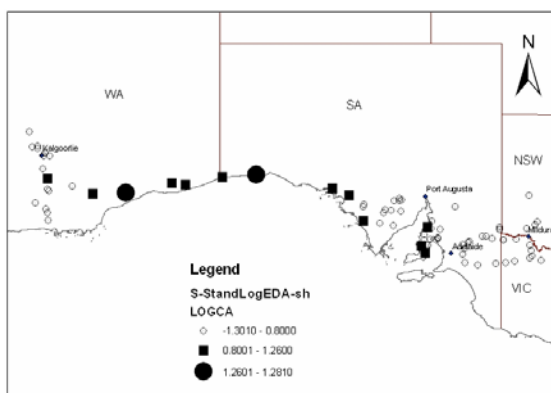 N
WA
SA
Kalgoorlie
NSW
Port Augusta
Adelaide
VIC
Legend
S-StandLogEDA-sh
LOGCA
-1.3010 - 0.8000
0.8001 - 1.2600
1.2601 - 1.2810